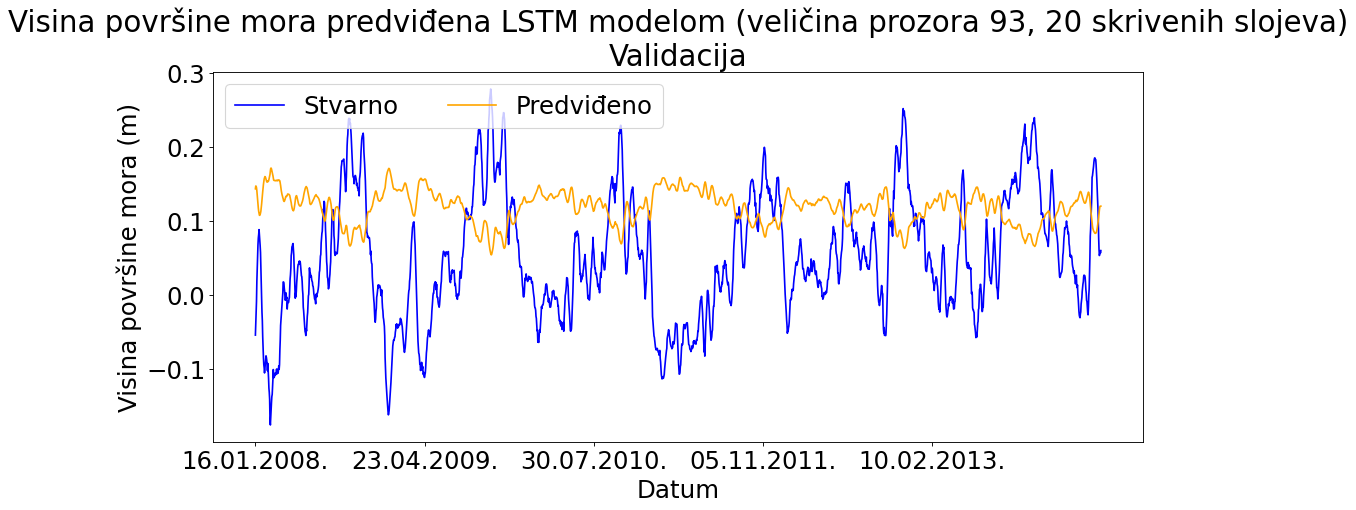 Visina površine mora predviđena LSTM modelom (veličina prozora 93, 20 skrivenih slojeva)
Validacija
Stvarno Predviđeno
Visina površine mora (m)
0.3
0.2
0.1
0.0
−0.1
16.01.2008. 23.04.2009. 30.07.2010. 05.11.2011. 10.02.2013.
Datum